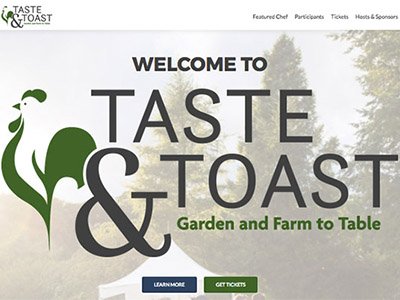 TASTE
& TOAST
Garden and Farm to Table
Featured Chef Participants Tickets Hosts & Sponsors
WELCOME TO
TASTE
& TOAST
Garden and Farm to Table
LEARN MORE GET TICKETS